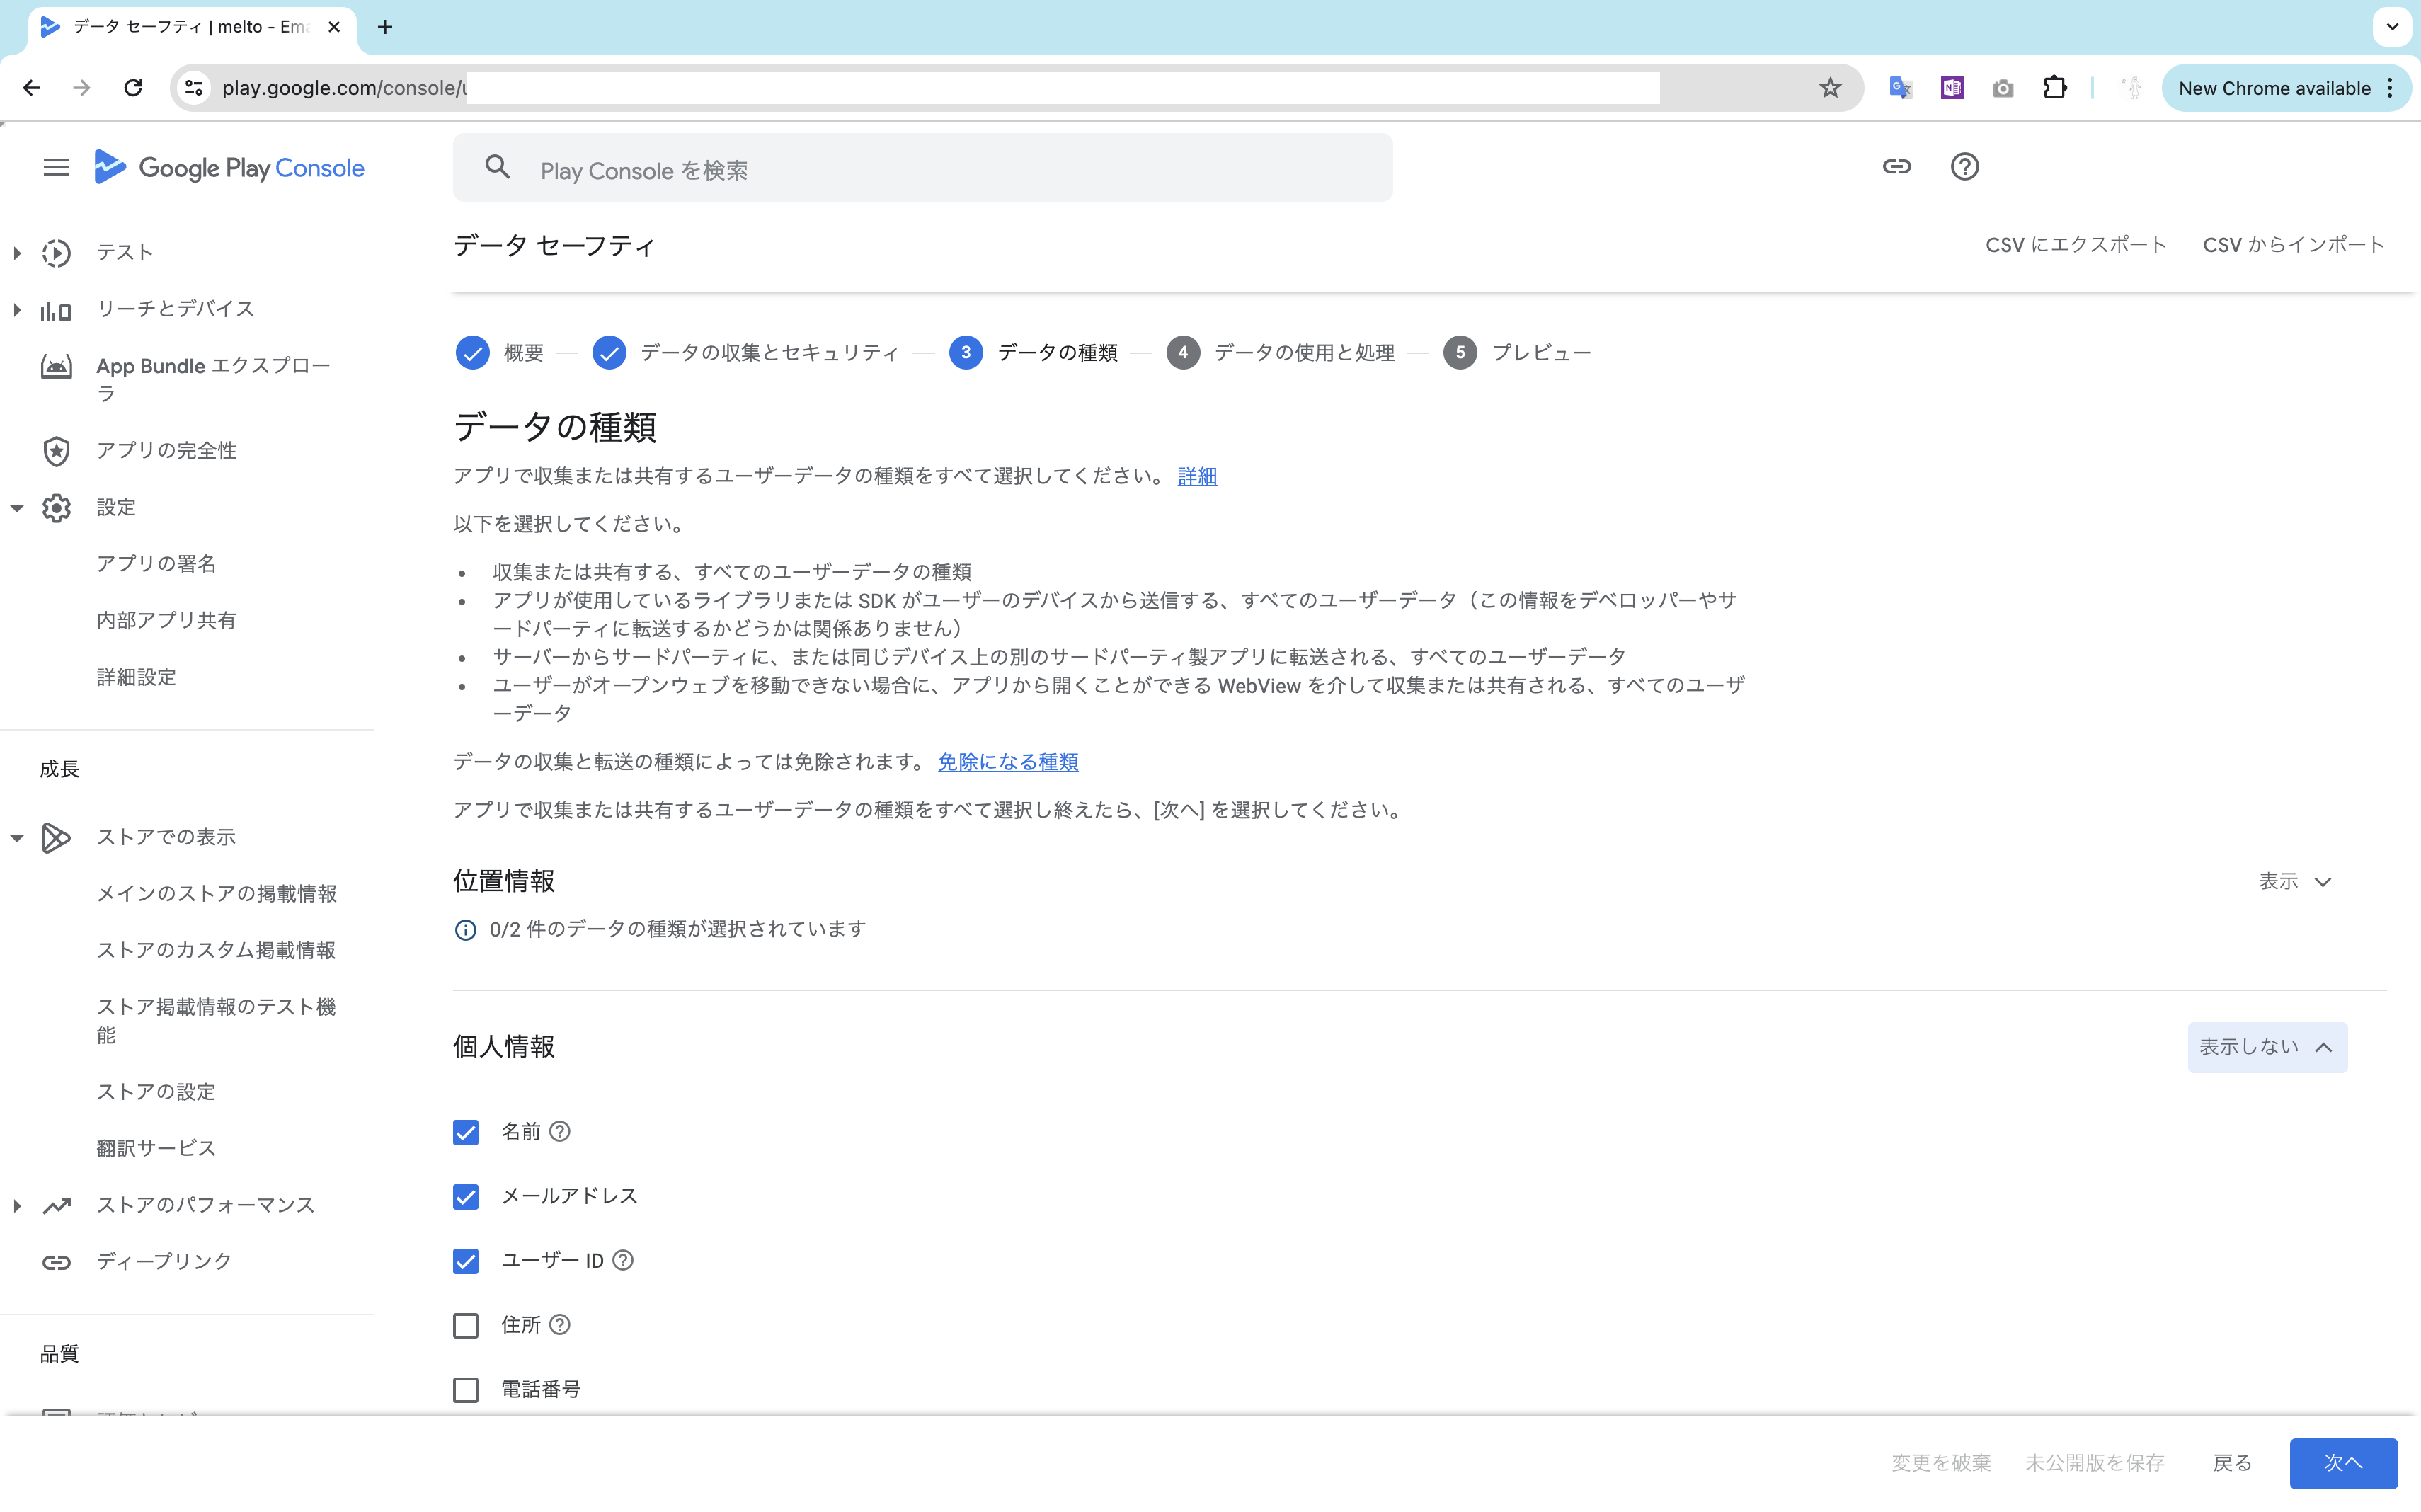 データ セーフティ | melto - Ema
play.google.com/console/u
New Chrome available
Google Play Console
Play Console を検索
テスト
リーチとデバイス
App Bundle エクスプロー
ラ
アプリの完全性
設定
アプリの署名
内部アプリ共有
詳細設定
成長
ストアでの表示
メインのストアの掲載情報
ストアのカスタム掲載情報
ストア掲載情報のテスト機
能
ストアの設定
翻訳サービス
ストアのパフォーマンス
ディープリンク
品質
データ セーフティ
CSV にエクスポート
CSV からインポート
概要
データの収集とセキュリティ
3 データの種類
4 データの使用と処理
5 プレビュー
データの種類
アプリで収集または共有するユーザーデータの種類をすべて選択してください。 詳細
以下を選択してください。
• 収集または共有する、すべてのユーザーデータの種類
• アプリが使用しているライブラリまたは SDK がユーザーのデバイスから送信する、すべてのユーザーデータ（この情報をデベロッパーやサ
ードパーティに転送するかどうかは関係ありません）
• サーバーからサードパーティに、または同じデバイス上の別のサードパーティ製アプリに転送される、すべてのユーザーデータ
• ユーザーがオープンウェブを移動できない場合に、アプリから開くことができる WebView を介して収集または共有される、すべてのユーザ
ーデータ
データの収集と転送の種類によっては免除されます。 免除になる種類
アプリで収集または共有するユーザーデータの種類をすべて選択し終えたら、[次へ] を選択してください。
位置情報
表示
0/2 件のデータの種類が選択されています
個人情報
表示しない
名前
メールアドレス
ユーザー ID
住所
電話番号
変更を破棄
未公開版を保存
戻る
次へ